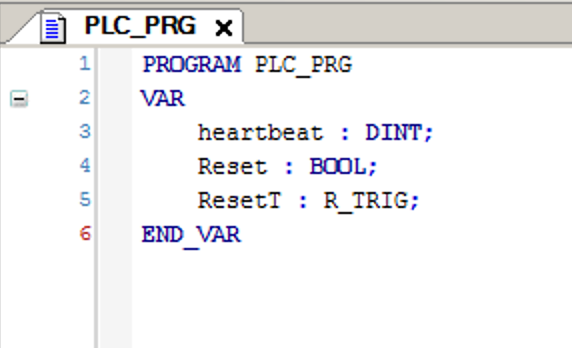 PLC_PRG
1 PROGRAM PLC_PRG
2 VAR
3 heartbeat : DINT;
4 Reset : BOOL;
5 ResetT : R_TRIG;
6 END_VAR